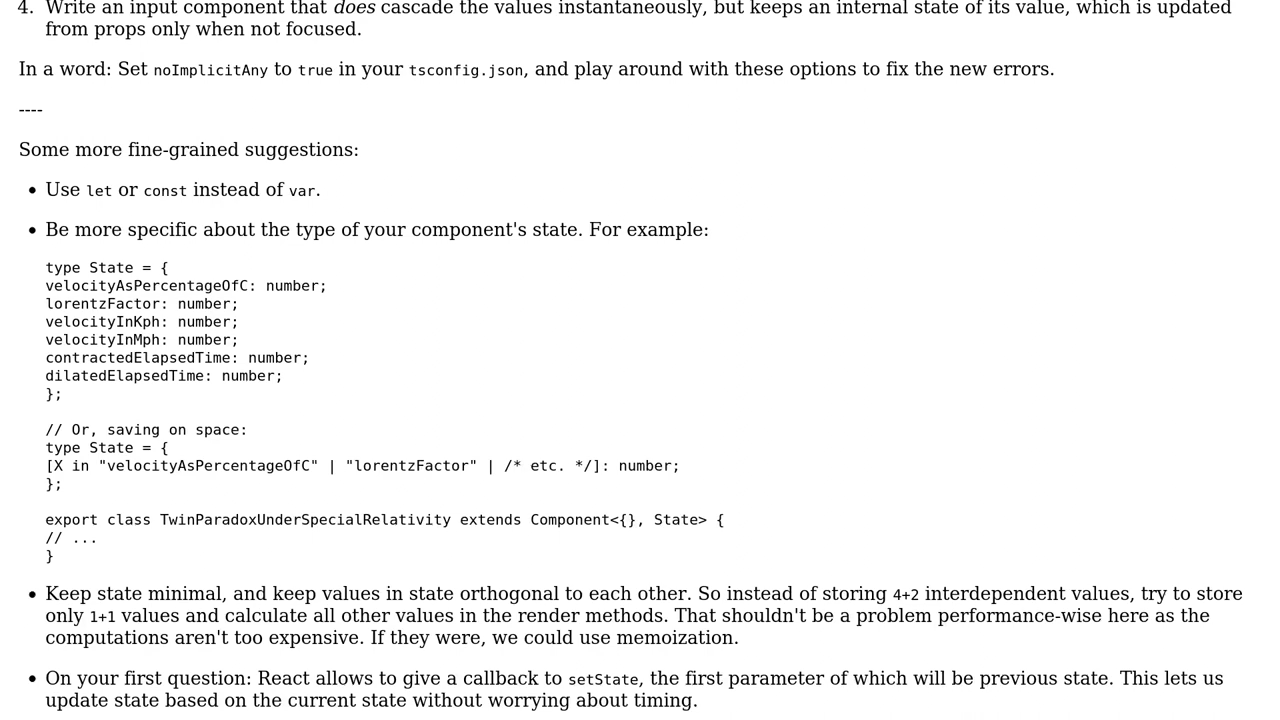 4. Write an input component that does cascade the values instantaneously, but keeps an internal state of its value, which is updated
from props only when not focused.
In a word: Set noImplicitAny to true in your tsconfig.json, and play around with these options to fix the new errors.
----
Some more fine-grained suggestions:
• Use let or const instead of var.
• Be more specific about the type of your component's state. For example:
type State = {
velocityAsPercentageOfC: number;
lorentzFactor: number;
velocityInKph: number;
velocityInMph: number;
contractedElapsedTime: number;
dilatedElapsedTime: number;
};
// Or, saving on space:
type State = {
[X in "velocityAsPercentageOfC" | "lorentzFactor" | /* etc. */]: number;
};
export class TwinParadoxUnderSpecialRelativity extends Component<{}, State> {
// ...
}
• Keep state minimal, and keep values in state orthogonal to each other. So instead of storing 4+2 interdependent values, try to store
only 1+1 values and calculate all other values in the render methods. That shouldn't be a problem performance-wise here as the
computations aren't too expensive. If they were, we could use memoization.
• On your first question: React allows to give a callback to setState, the first parameter of which will be previous state. This lets us
update state based on the current state without worrying about timing.